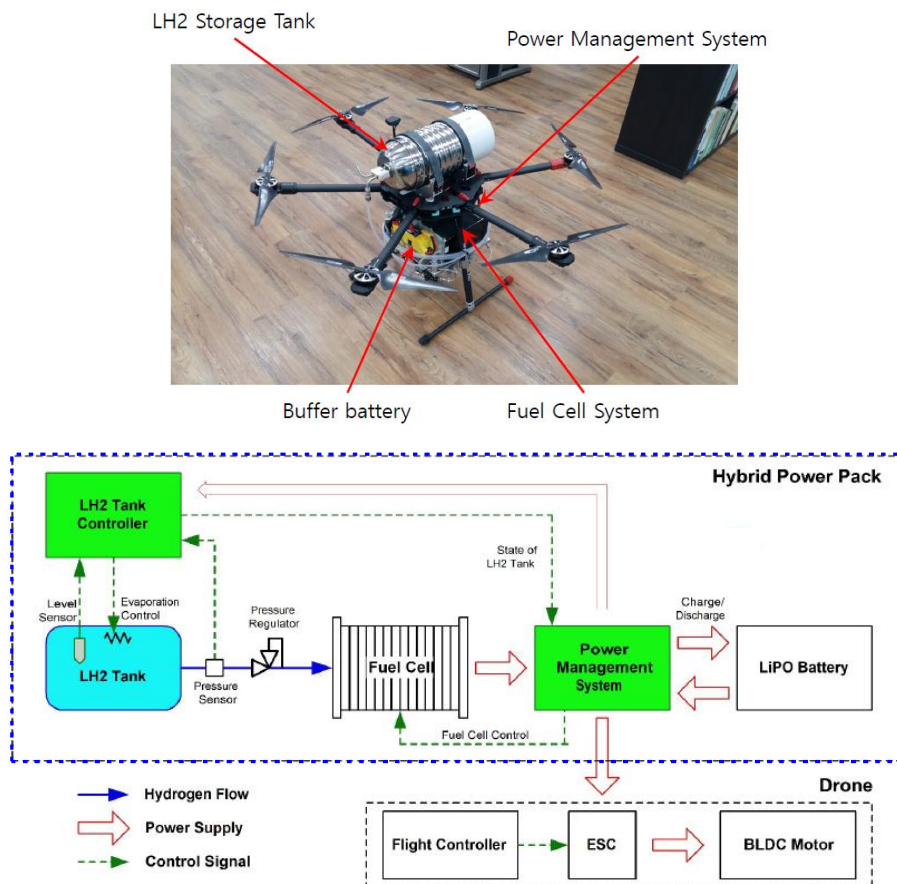 LH2 Storage Tank
Power Management System
Buffer battery
Fuel Cell System
Hybrid Power Pack
LH2 Tank
Controller
State of
LH2 Tank
Level
Sensor
Evaporation
Control
Pressure
Regulator
Charge/
Discharge
LH2 Tank
Pressure
Sensor
Fuel Cell
Power
Management
System
LiPO Battery
Fuel Cell Control
Hydrogen Flow
Power Supply
Control Signal
Drone
Flight Controller
ESC
BLDC Motor